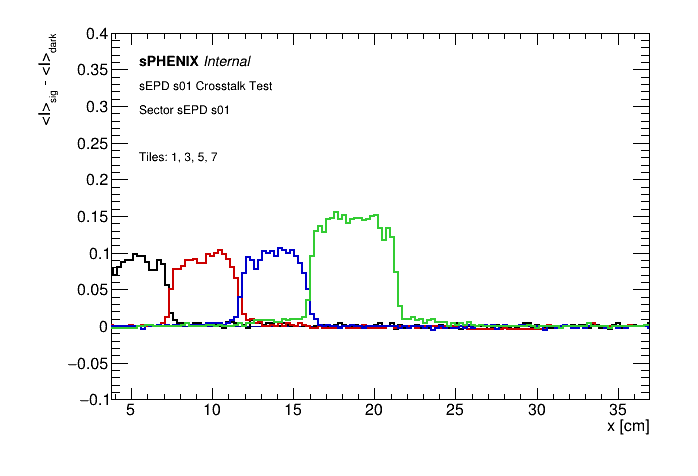 <I>sig - <I>dark
0.4
0.35
0.3
0.25
0.2
0.15
0.1
0.05
0
−0.05
−0.1
sPHENIX Internal
sEPD s01 Crosstalk Test
Sector sEPD s01
Tiles: 1, 3, 5, 7
5 10 15 20 25 30 35
x [cm]